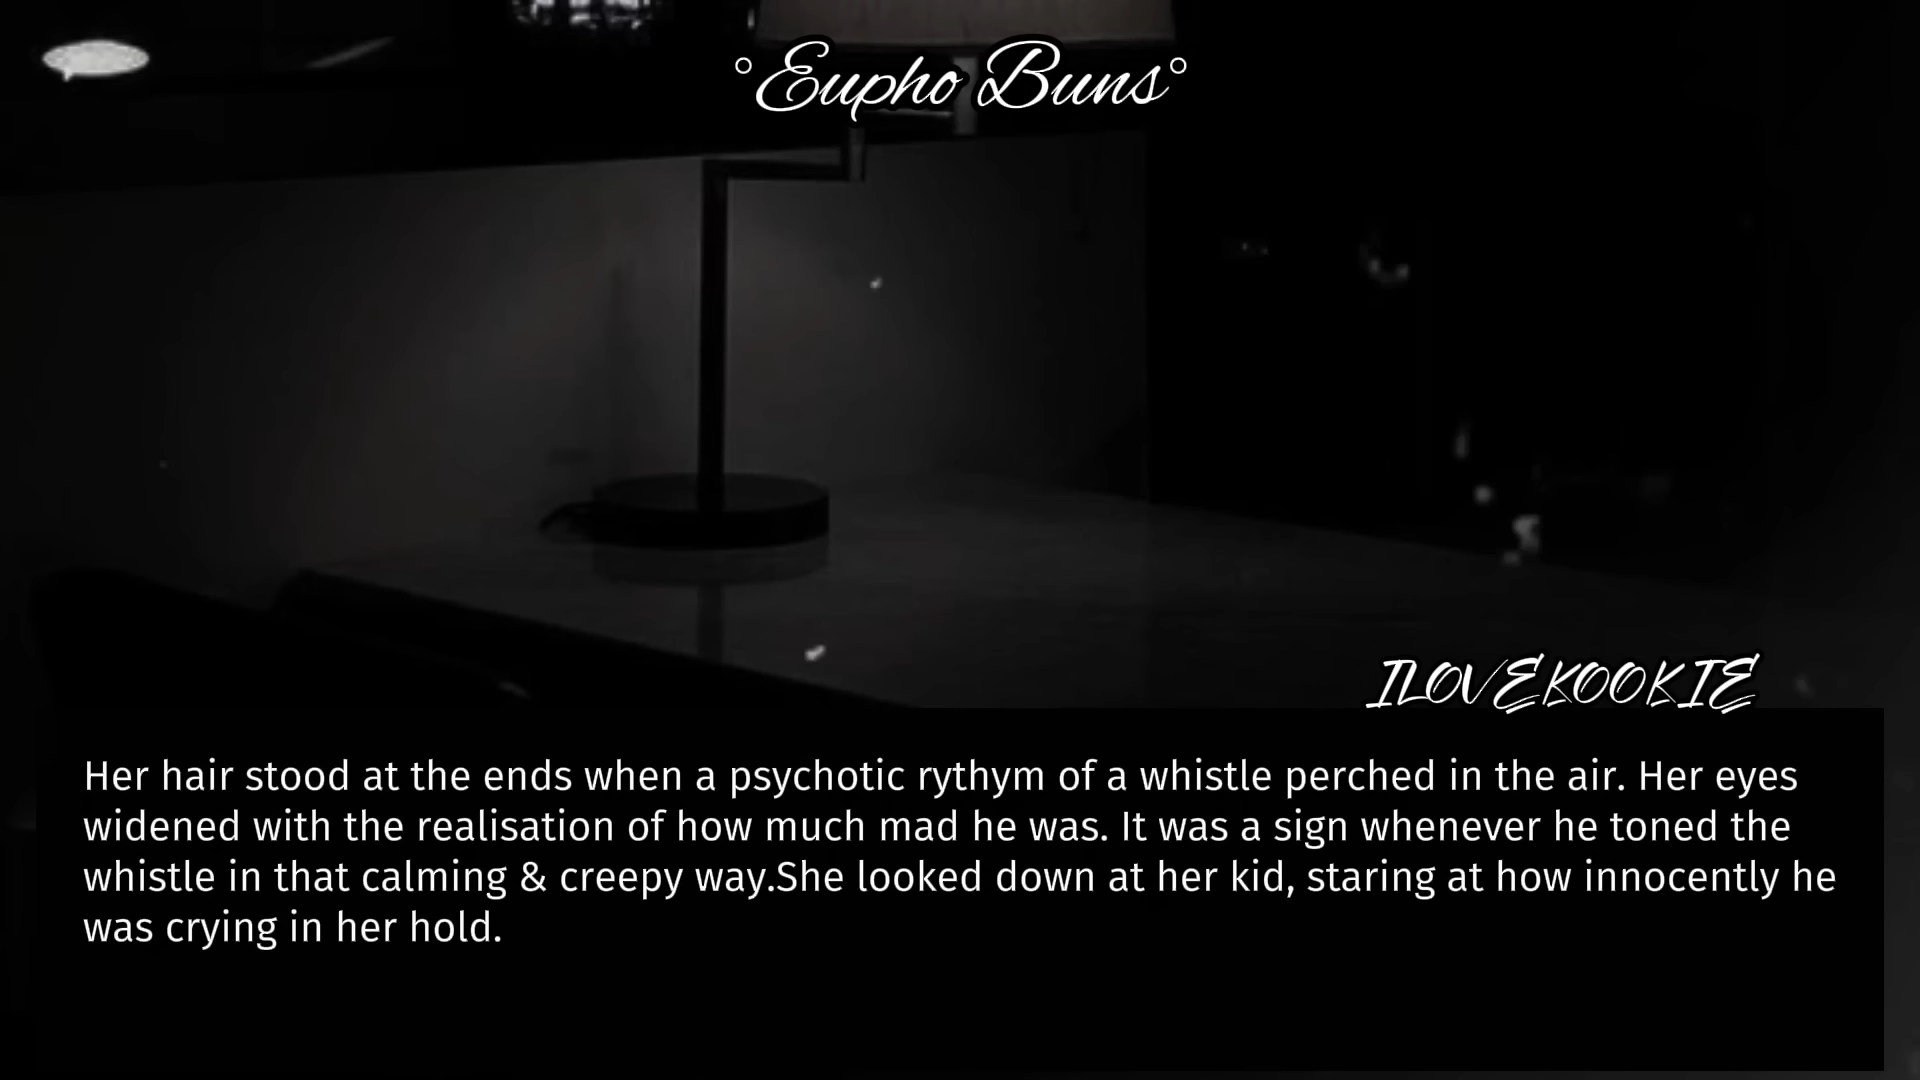 °Eupho Buns°
ILOVEKOOKIE
Her hair stood at the ends when a psychotic rythym of a whistle perched in the air. Her eyes
widened with the realisation of how much mad he was. It was a sign whenever he toned the
whistle in that calming & creepy way.She looked down at her kid, staring at how innocently he
was crying in her hold.